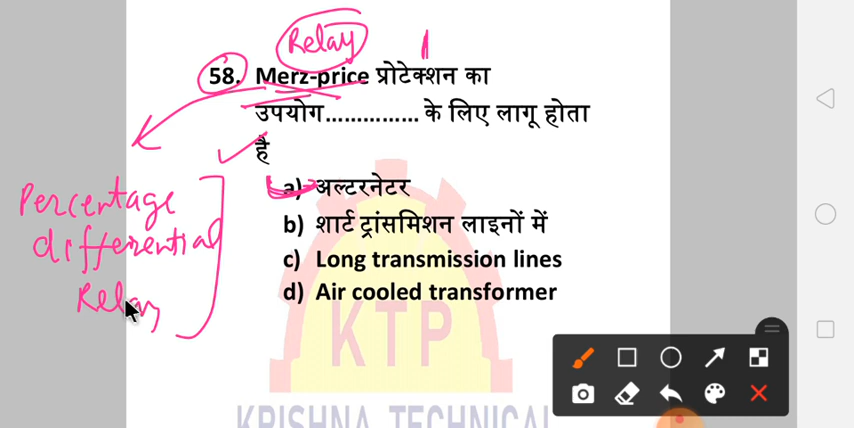 Relay
58. Merz-price प्रोटेक्शन का
उपयोग............... के लिए लागू होता
है
a) अल्टरनेटर
b) शार्ट ट्रांसमिशन लाइनों में
c) Long transmission lines
d) Air cooled transformer
Percentage
differential
Relay
KTP
KRISHNA TECHNICAL